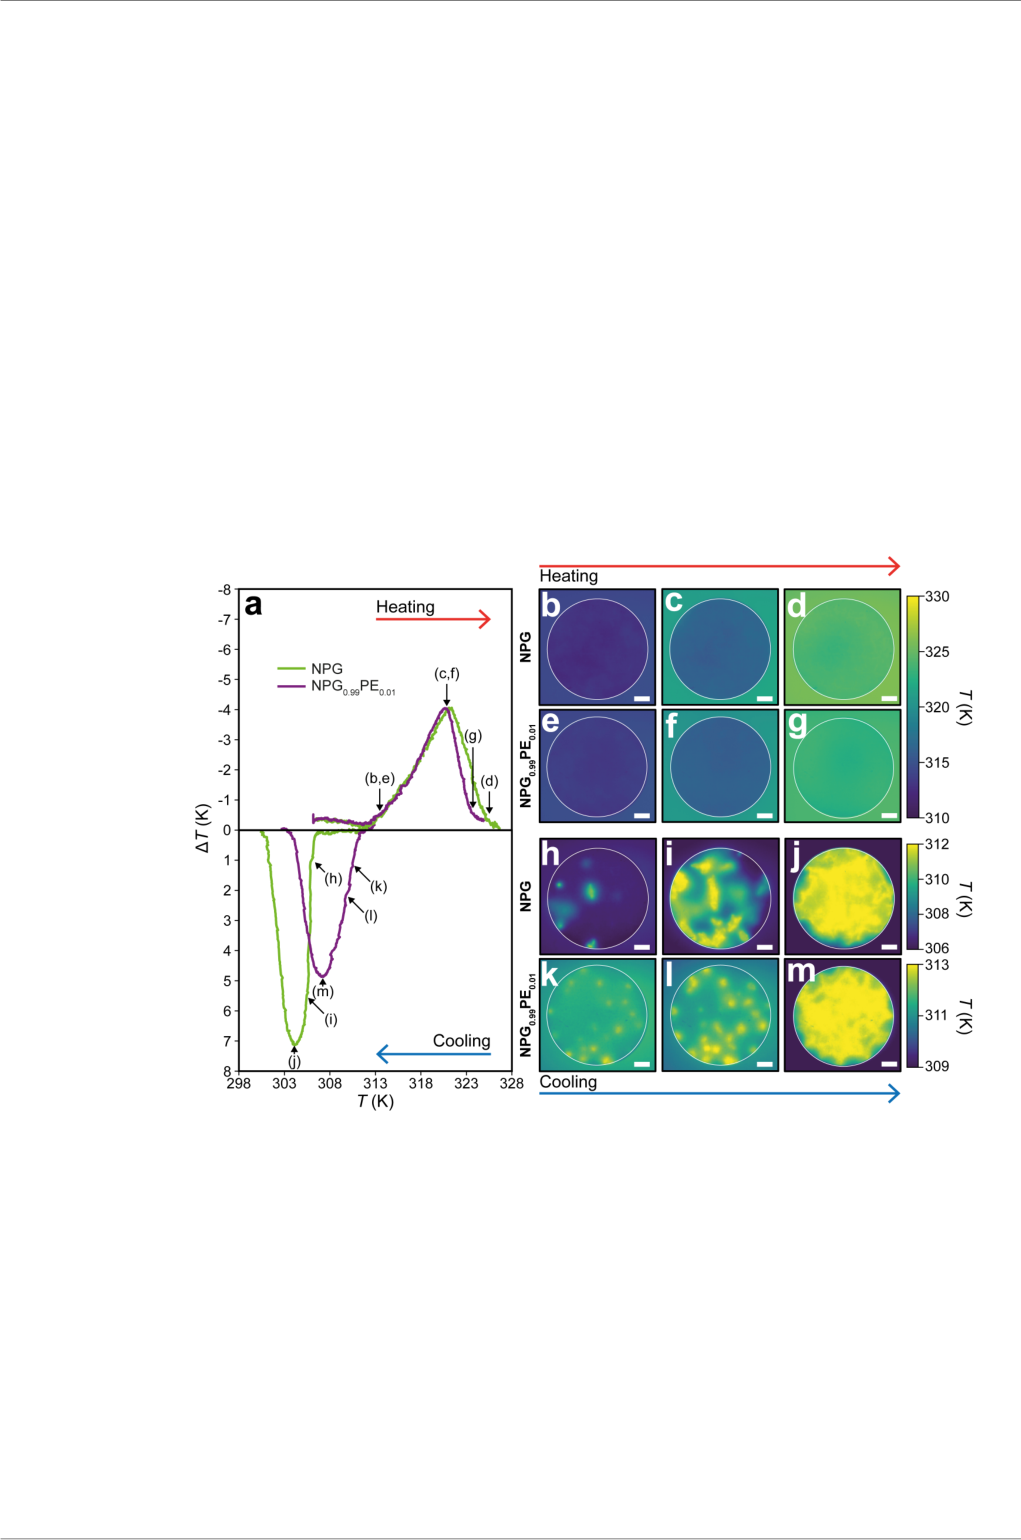 Heating
a
Heating
NPG
NPG0.99PE0.01
(c,f)
(g)
(b,e)
(d)
-8
-7
-6
-5
-4
-3
-2
-1
0
1
2
3
4
5
6
7
8
ΔT (K)
(h)
(k)
(l)
(m)
(i)
(j)
Cooling
298 303 308 313 318 323 328
T (K)
NPG
b c d
NPG0.99PE0.01
e f g
330
325
320
315
310
T (K)
NPG
h i j
312
310
308
306
T (K)
NPG0.99PE0.01
k l m
313
311
309
T (K)
Cooling